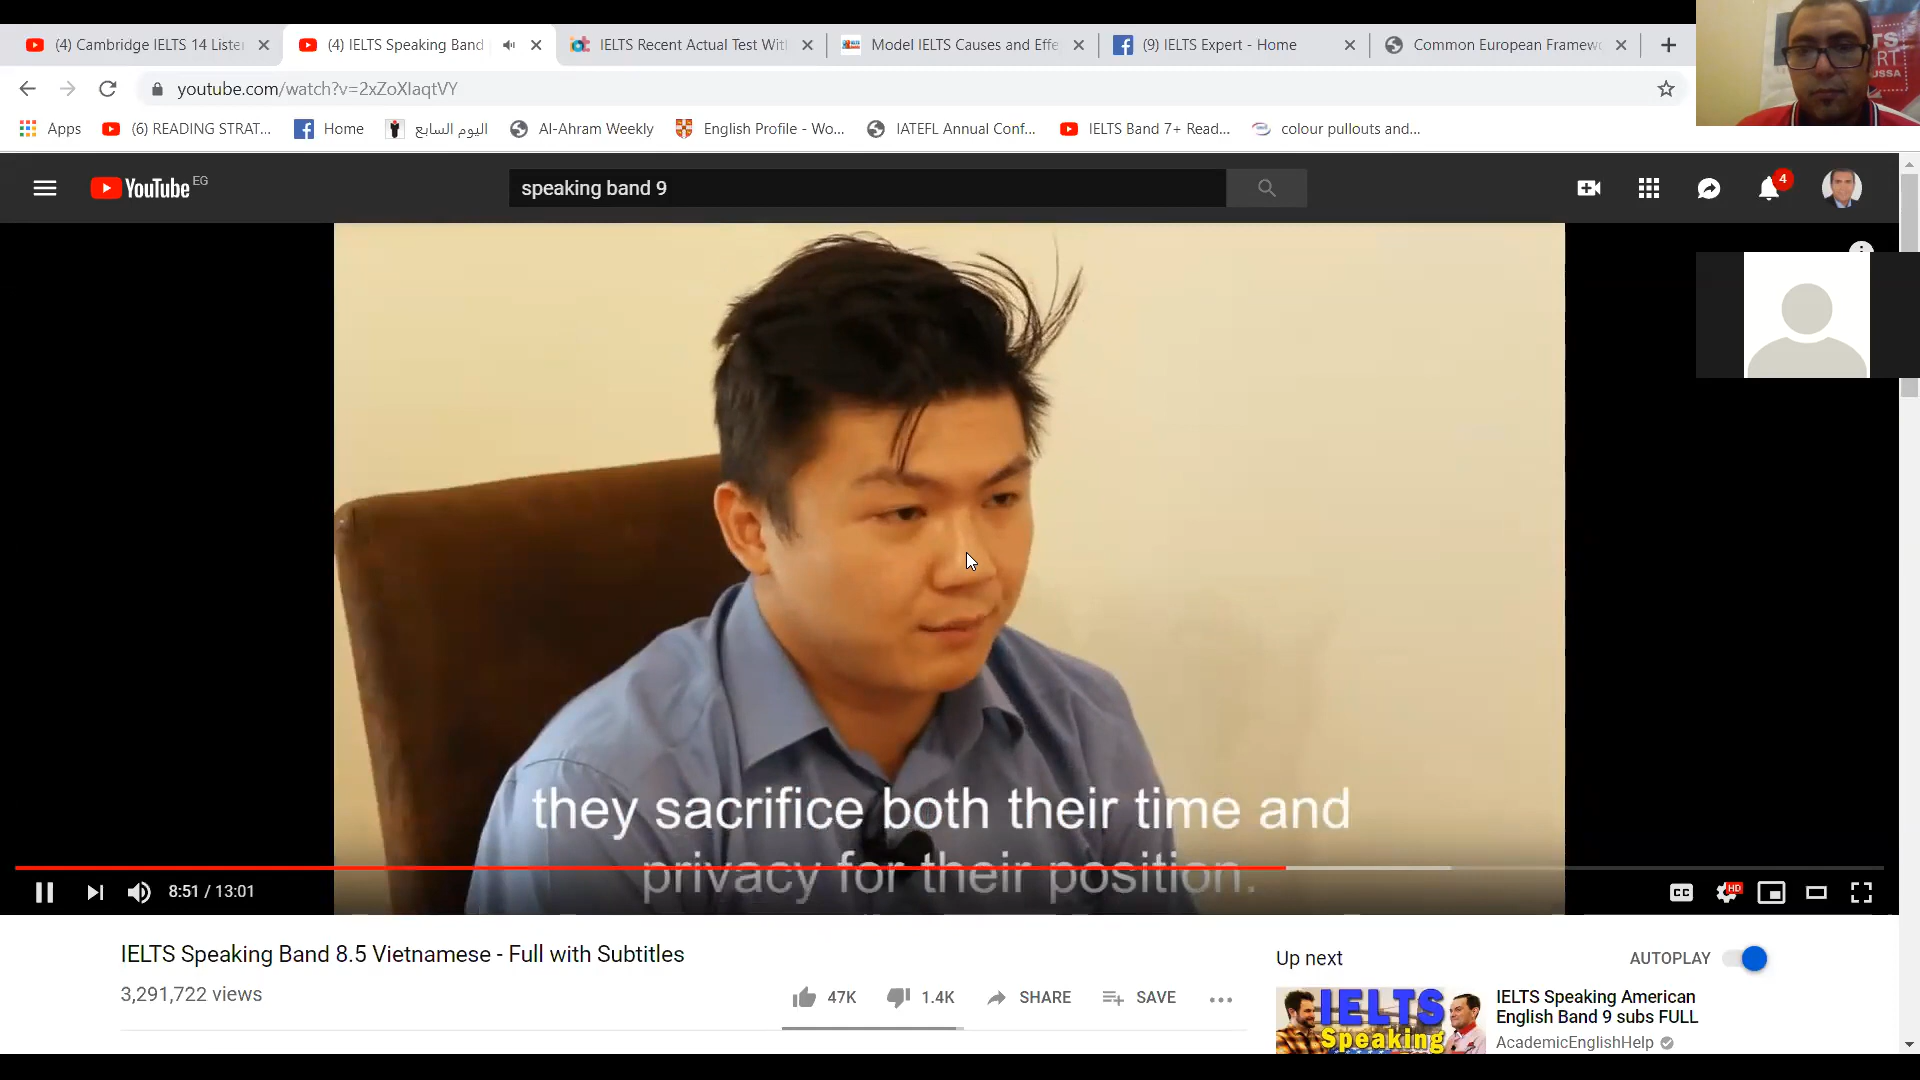 (4) Cambridge IELTS 14 Liste
(4) IELTS Speaking Band
IELTS Recent Actual Test Wit
Model IELTS Causes and Effe
(9) IELTS Expert - Home
Common European Framew
youtube.com/watch?v=2xZoXlaqtVY
Apps
(6) READING STRAT...
Home
اليوم السابع
Al-Ahram Weekly
English Profile - Wo...
IATEFL Annual Conf...
IELTS Band 7+ Read...
colour pullouts and...
YouTube EG
speaking band 9
4
they sacrifice both their time and
privacy for their position.
8:51 / 13:01
CC
HD
IELTS Speaking Band 8.5 Vietnamese - Full with Subtitles
3,291,722 views
47K
1.4K
SHARE
SAVE
Up next
AUTOPLAY
IELTS
Speaking
IELTS Speaking American
English Band 9 subs FULL
AcademicEnglishHelp